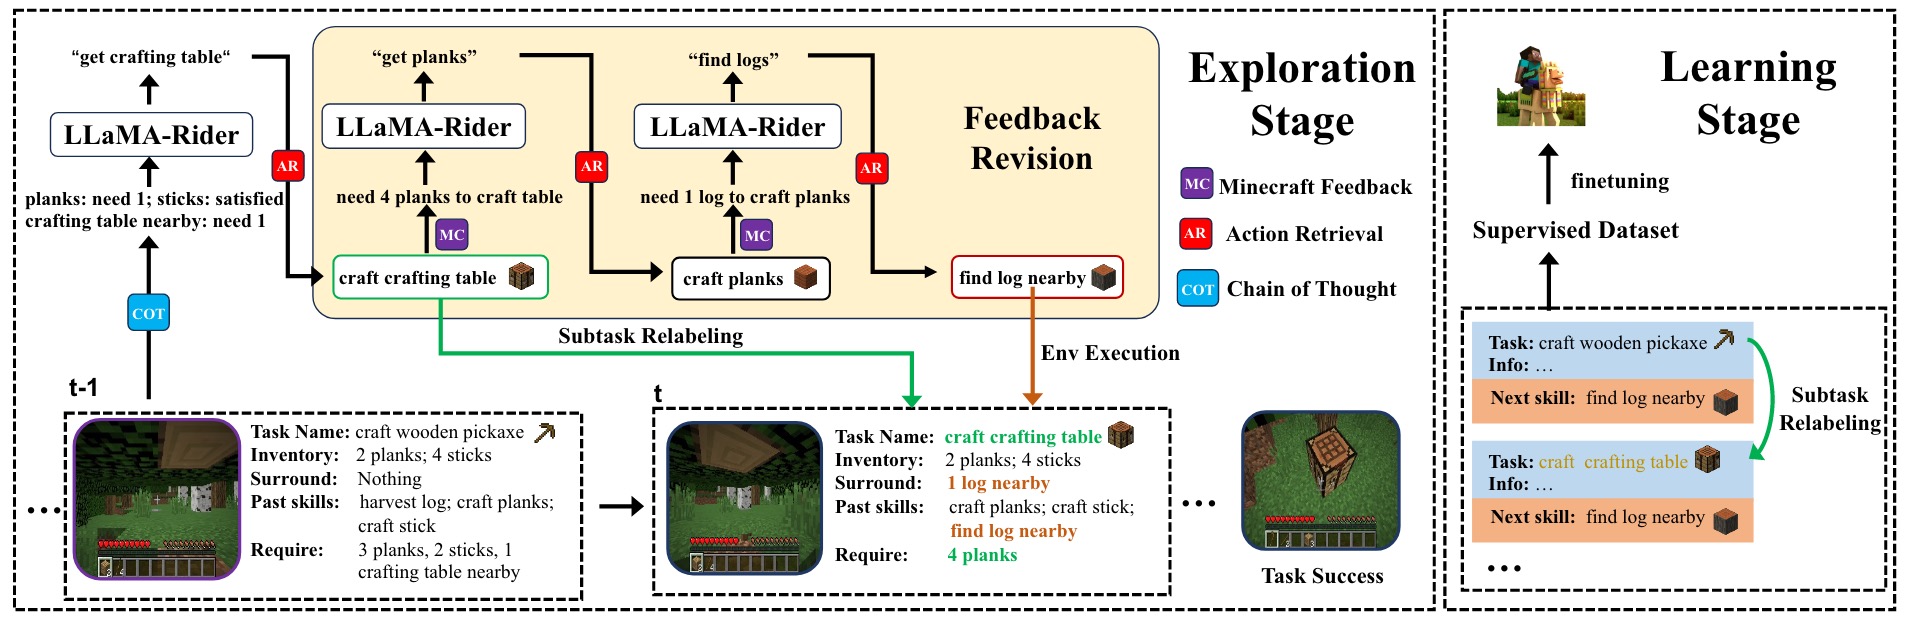 “get crafting table“
LLaMA-Rider
planks: need 1; sticks: satisfied
crafting table nearby: need 1
COT
AR
“get planks”
LLaMA-Rider
need 4 planks to craft table
MC
craft crafting table
AR
“find logs”
LLaMA-Rider
need 1 log to craft planks
MC
craft planks
AR
find log nearby
Feedback
Revision
Exploration
Stage
MC Minecraft Feedback
AR Action Retrieval
COT Chain of Thought
Subtask Relabeling
Env Execution
t-1
Task Name: craft wooden pickaxe
Inventory: 2 planks; 4 sticks
Surround: Nothing
Past skills: harvest log; craft planks;
craft stick
Require: 3 planks, 2 sticks, 1
crafting table nearby
...
t
Task Name: craft crafting table
Inventory: 2 planks; 4 sticks
Surround: 1 log nearby
Past skills: craft planks; craft stick;
find log nearby
Require: 4 planks
...
Task Success
Learning
Stage
finetuning
Supervised Dataset
Task: craft wooden pickaxe
Info: ...
Next skill: find log nearby
Subtask
Relabeling
Task: craft crafting table
Info: ...
Next skill: find log nearby
...